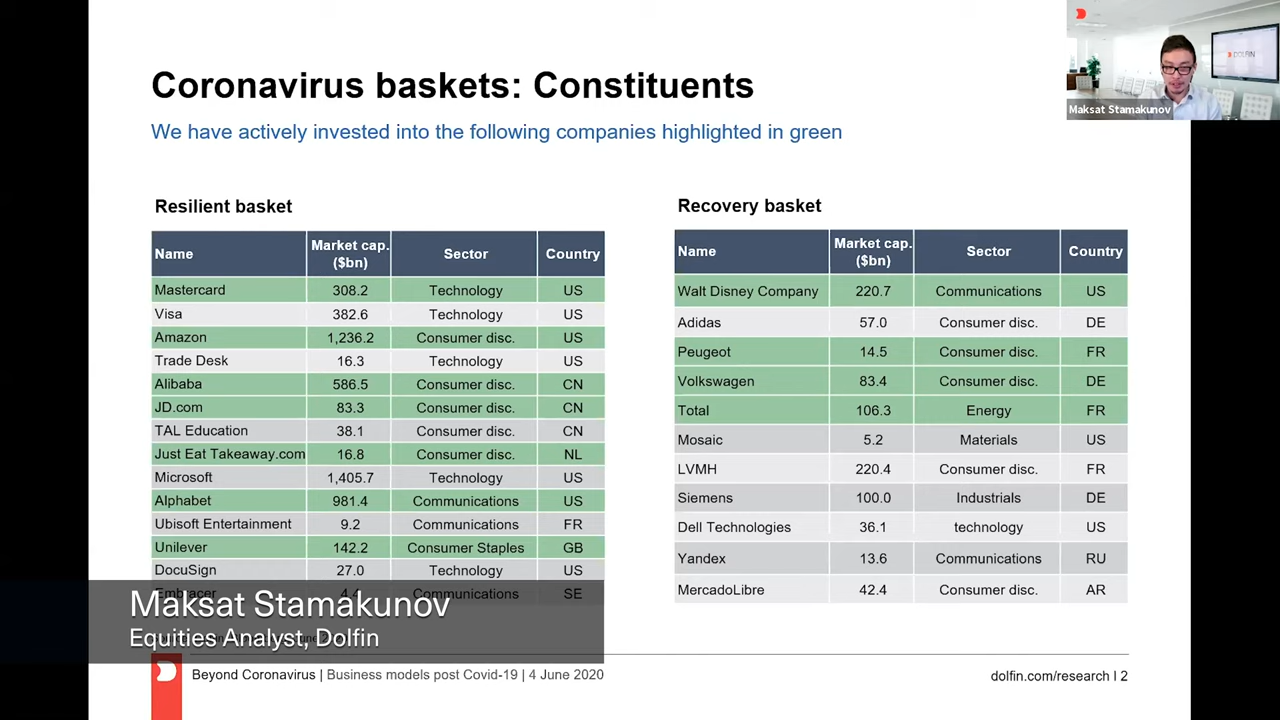 Coronavirus baskets: Constituents
We have actively invested into the following companies highlighted in green
DOLFIN
Maksat Stamakunov
Resilient basket
Name Market cap. ($bn) Sector Country
Mastercard 308.2 Technology US
Visa 382.6 Technology US
Amazon 1,236.2 Consumer disc. US
Trade Desk 16.3 Technology US
Alibaba 586.5 Consumer disc. CN
JD.com 83.3 Consumer disc. CN
TAL Education 38.1 Consumer disc. CN
Just Eat Takeaway.com 16.8 Consumer disc. NL
Microsoft 1,405.7 Technology US
Alphabet 981.4 Communications US
Ubisoft Entertainment 9.2 Communications FR
Unilever 142.2 Consumer Staples GB
DocuSign 27.0 Technology US
Embracer 4.4 Communications SE
Recovery basket
Name Market cap. ($bn) Sector Country
Walt Disney Company 220.7 Communications US
Adidas 57.0 Consumer disc. DE
Peugeot 14.5 Consumer disc. FR
Volkswagen 83.4 Consumer disc. DE
Total 106.3 Energy FR
Mosaic 5.2 Materials US
LVMH 220.4 Consumer disc. FR
Siemens 100.0 Industrials DE
Dell Technologies 36.1 technology US
Yandex 13.6 Communications RU
MercadoLibre 42.4 Consumer disc. AR
Maksat Stamakunov
Equities Analyst, Dolfin
Beyond Coronavirus | Business models post Covid-19 | 4 June 2020
dolfin.com/research I 2